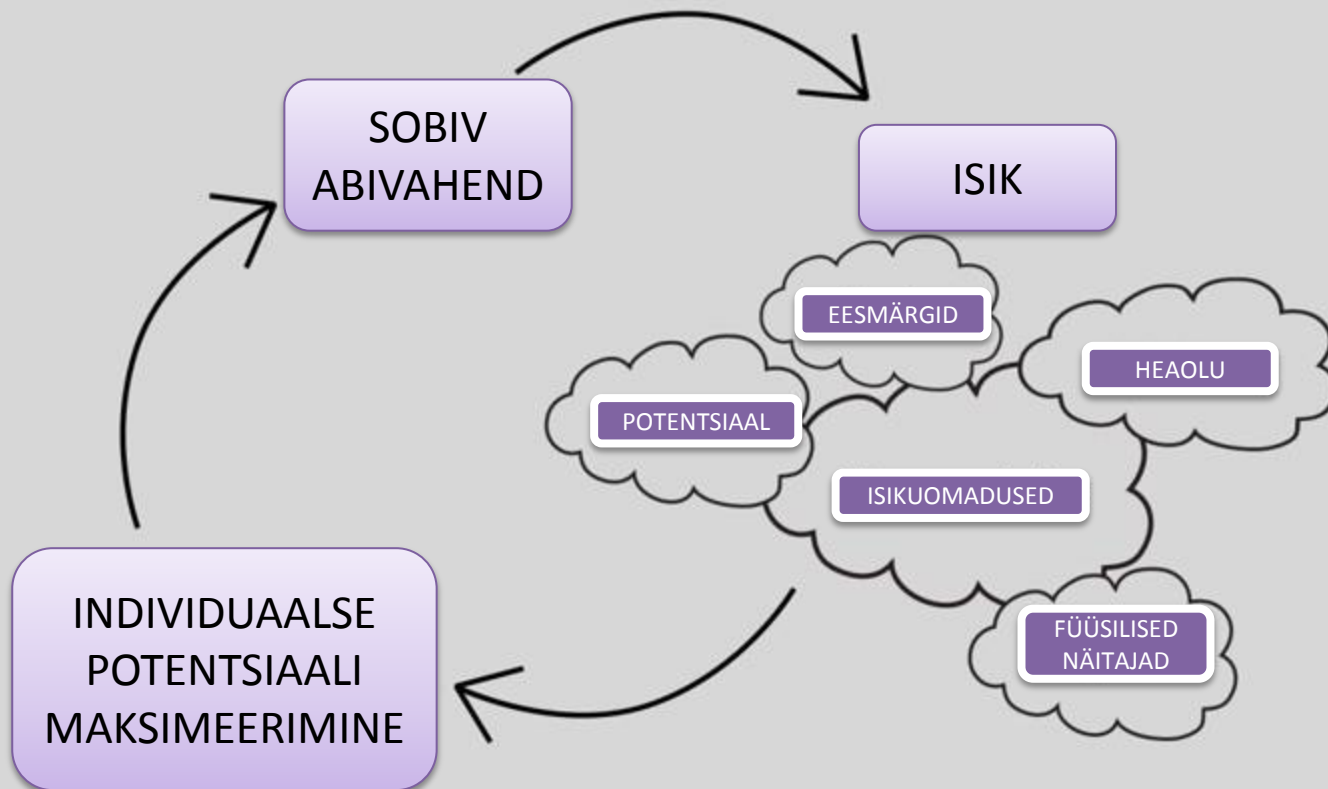 SOBIV
ABIVAHEND
ISIK
EESMÄRGID
HEAOLU
POTENTSIAAL
ISIKUOMADUSED
FÜÜSILISED
NÄITAJAD
INDIVIDUAALSE
POTENTSIAALI
MAKSIMEERIMINE